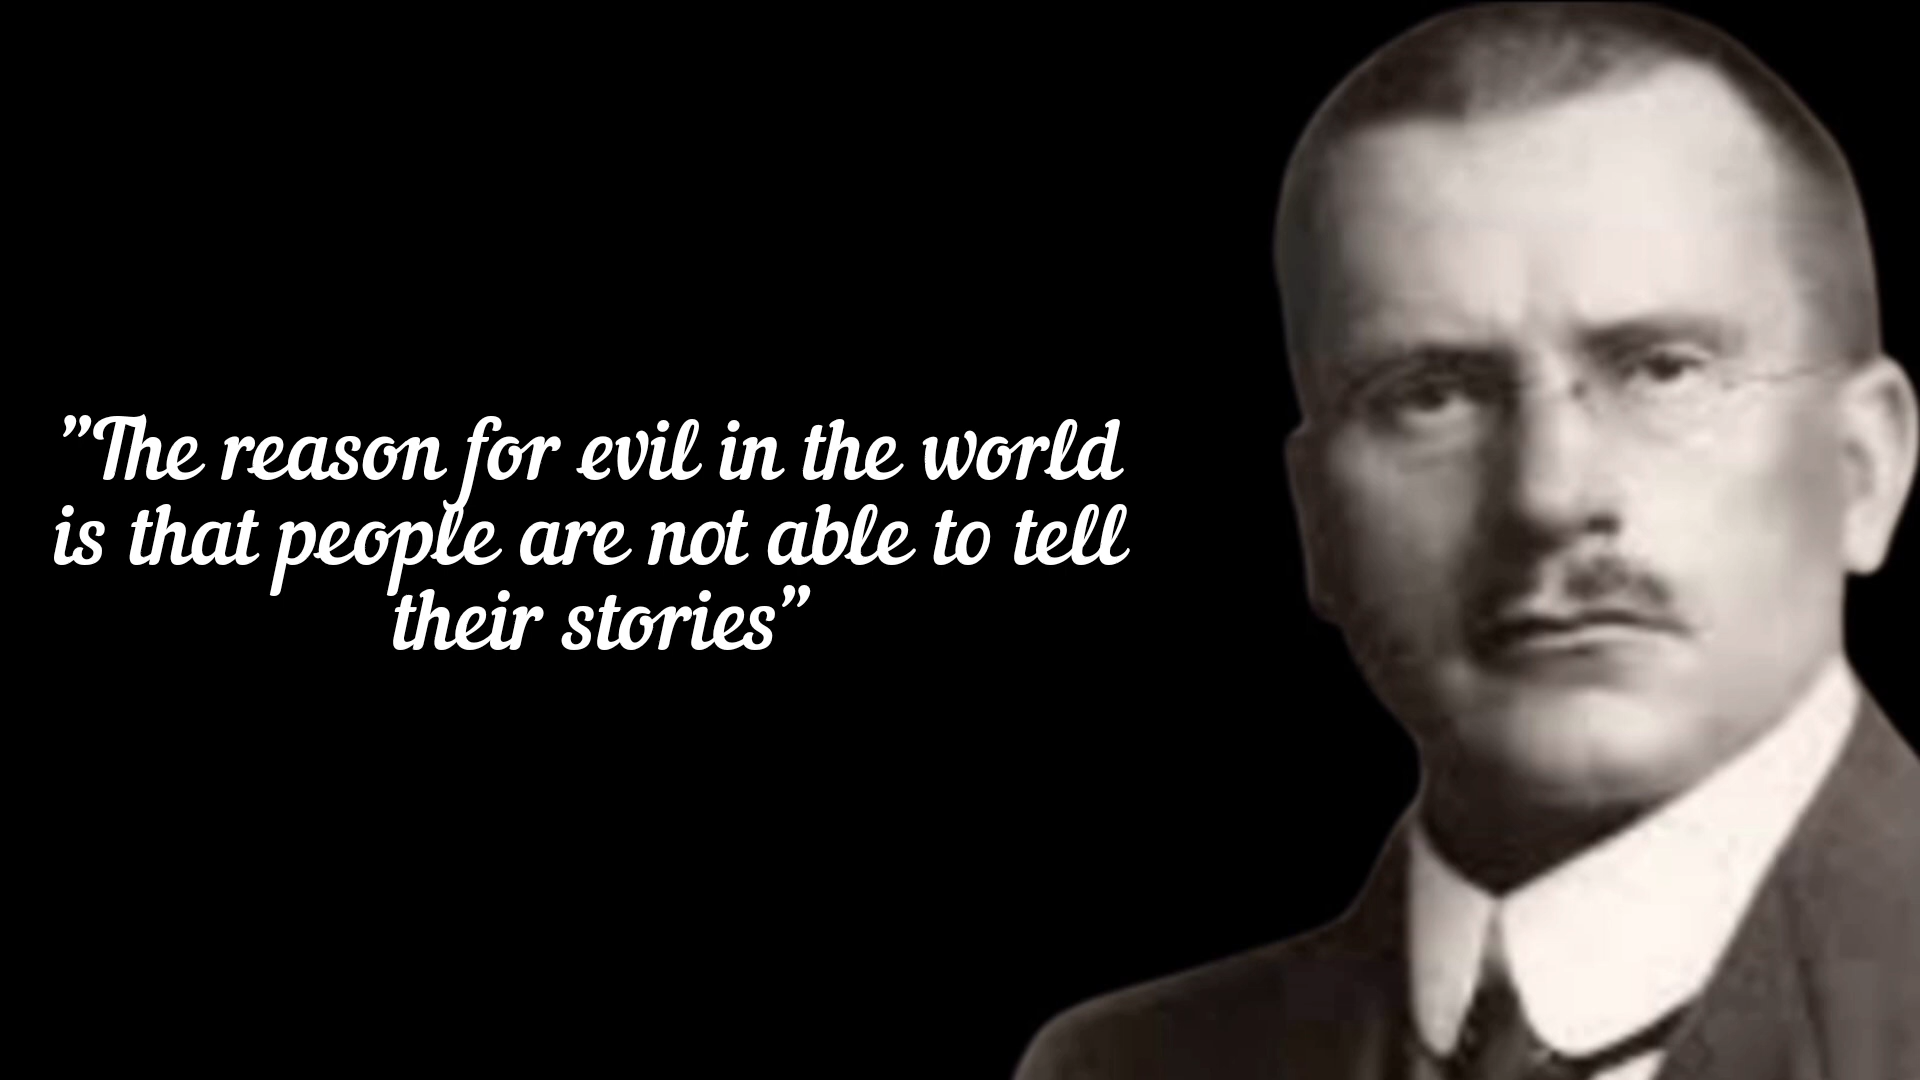 ”The reason for evil in the world
is that people are not able to tell
their stories”